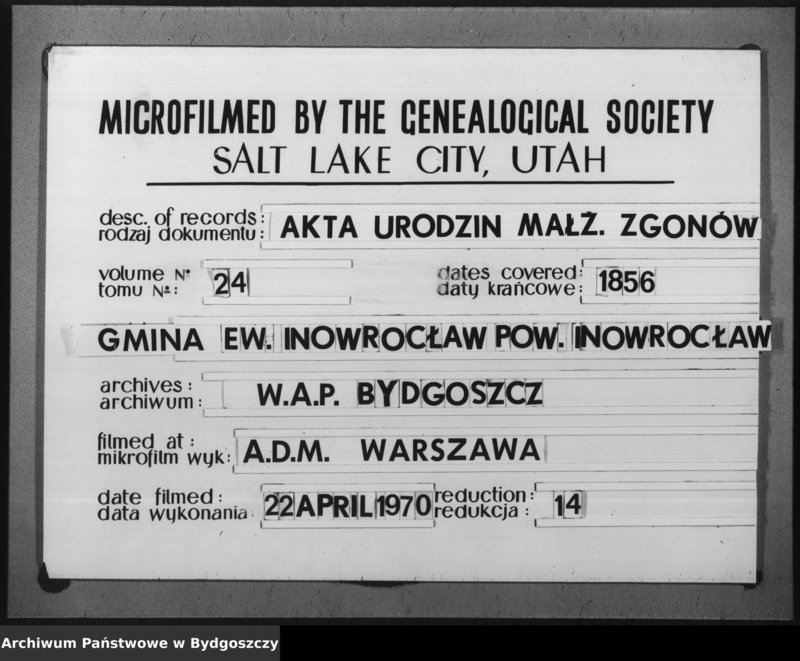 MICROFILMED BY THE GENEALOGICAL SOCIETY
SALT LAKE CITY, UTAH
desc. of records: AKTA URODZIN MAŁŻ. ZGONÓW
rodzaj dokumentu:
volume Nº 24 dates covered: 1856
tomu Nº: daty krańcowe:
GMINA EW. INOWROCŁAW POW. INOWROCŁAW
archives: W.A.P. BYDGOSZCZ
archiwum:
filmed at: A.D.M. WARSZAWA
mikrofilm wyk:
date filmed: 22 APRIL 1970 reduction: 14
data wykonania: redukcja:
Archiwum Państwowe w Bydgoszczy